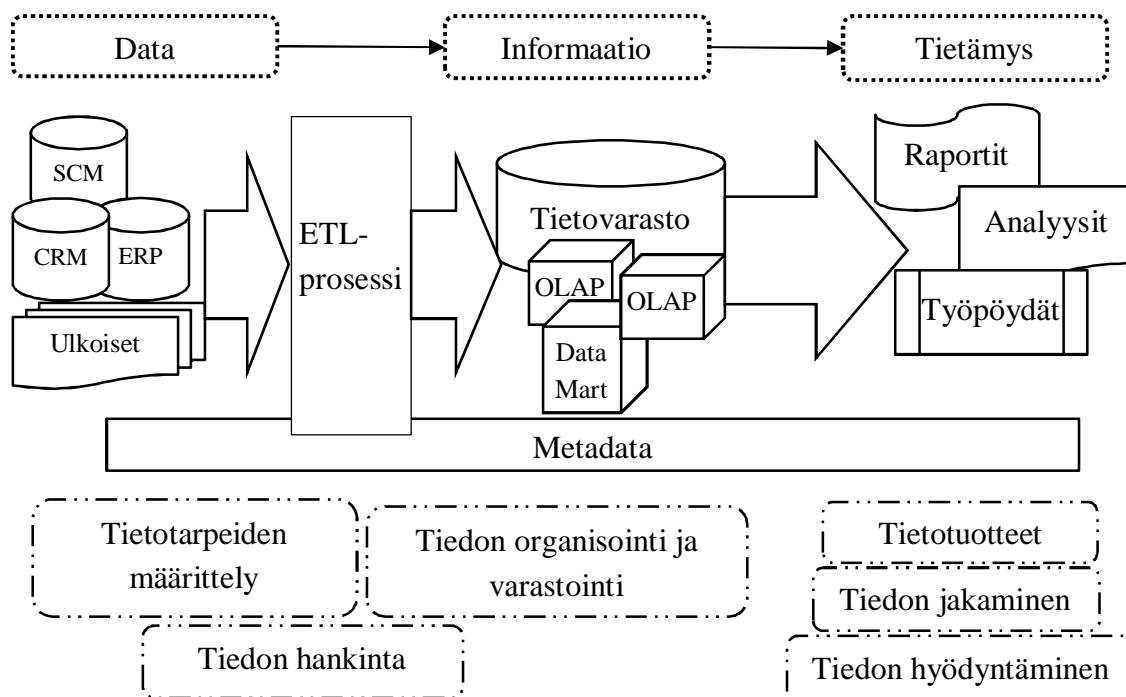 Data
Informaatio
Tietämys
SCM
CRM
ERP
Ulkoiset
ETL-
prosessi
Tietovarasto
OLAP
OLAP
Data
Mart
Raportit
Analyysit
Työpöydät
Metadata
Tietotarpeiden
määrittely
Tiedon organisointi ja
varastointi
Tiedon hankinta
Tietotuotteet
Tiedon jakaminen
Tiedon hyödyntäminen